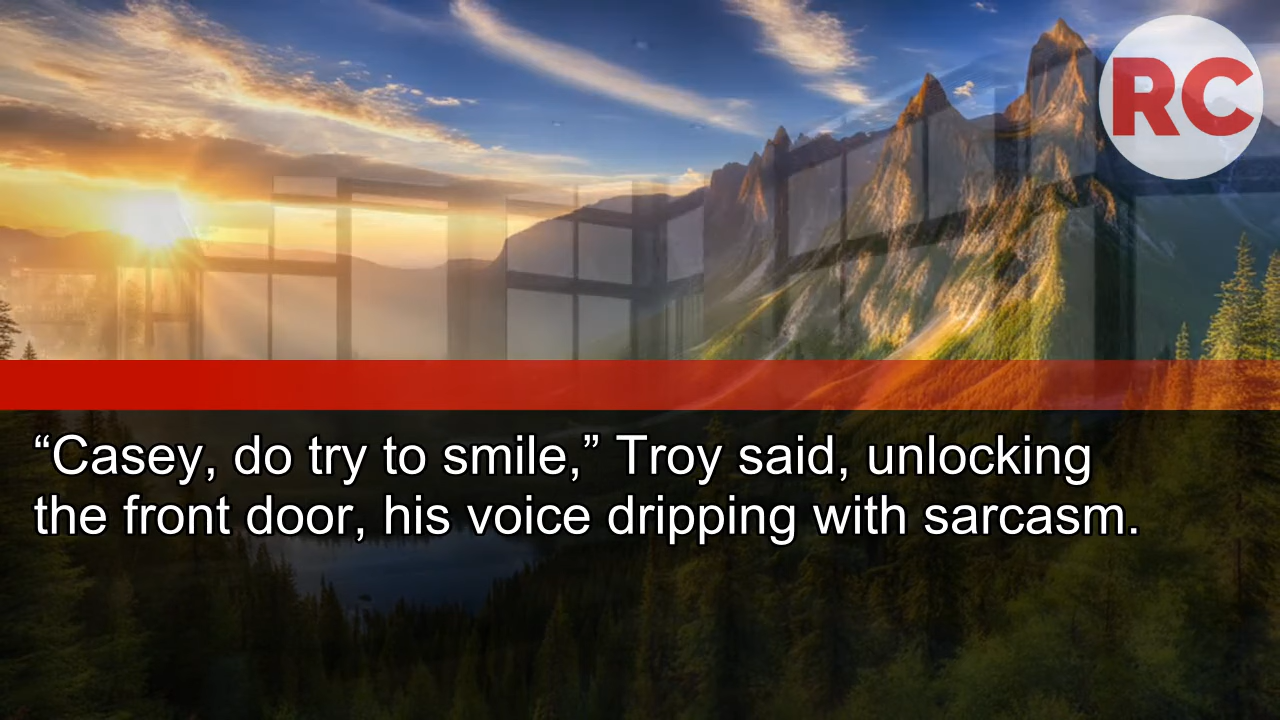 RC
“Casey, do try to smile,” Troy said, unlocking
the front door, his voice dripping with sarcasm.